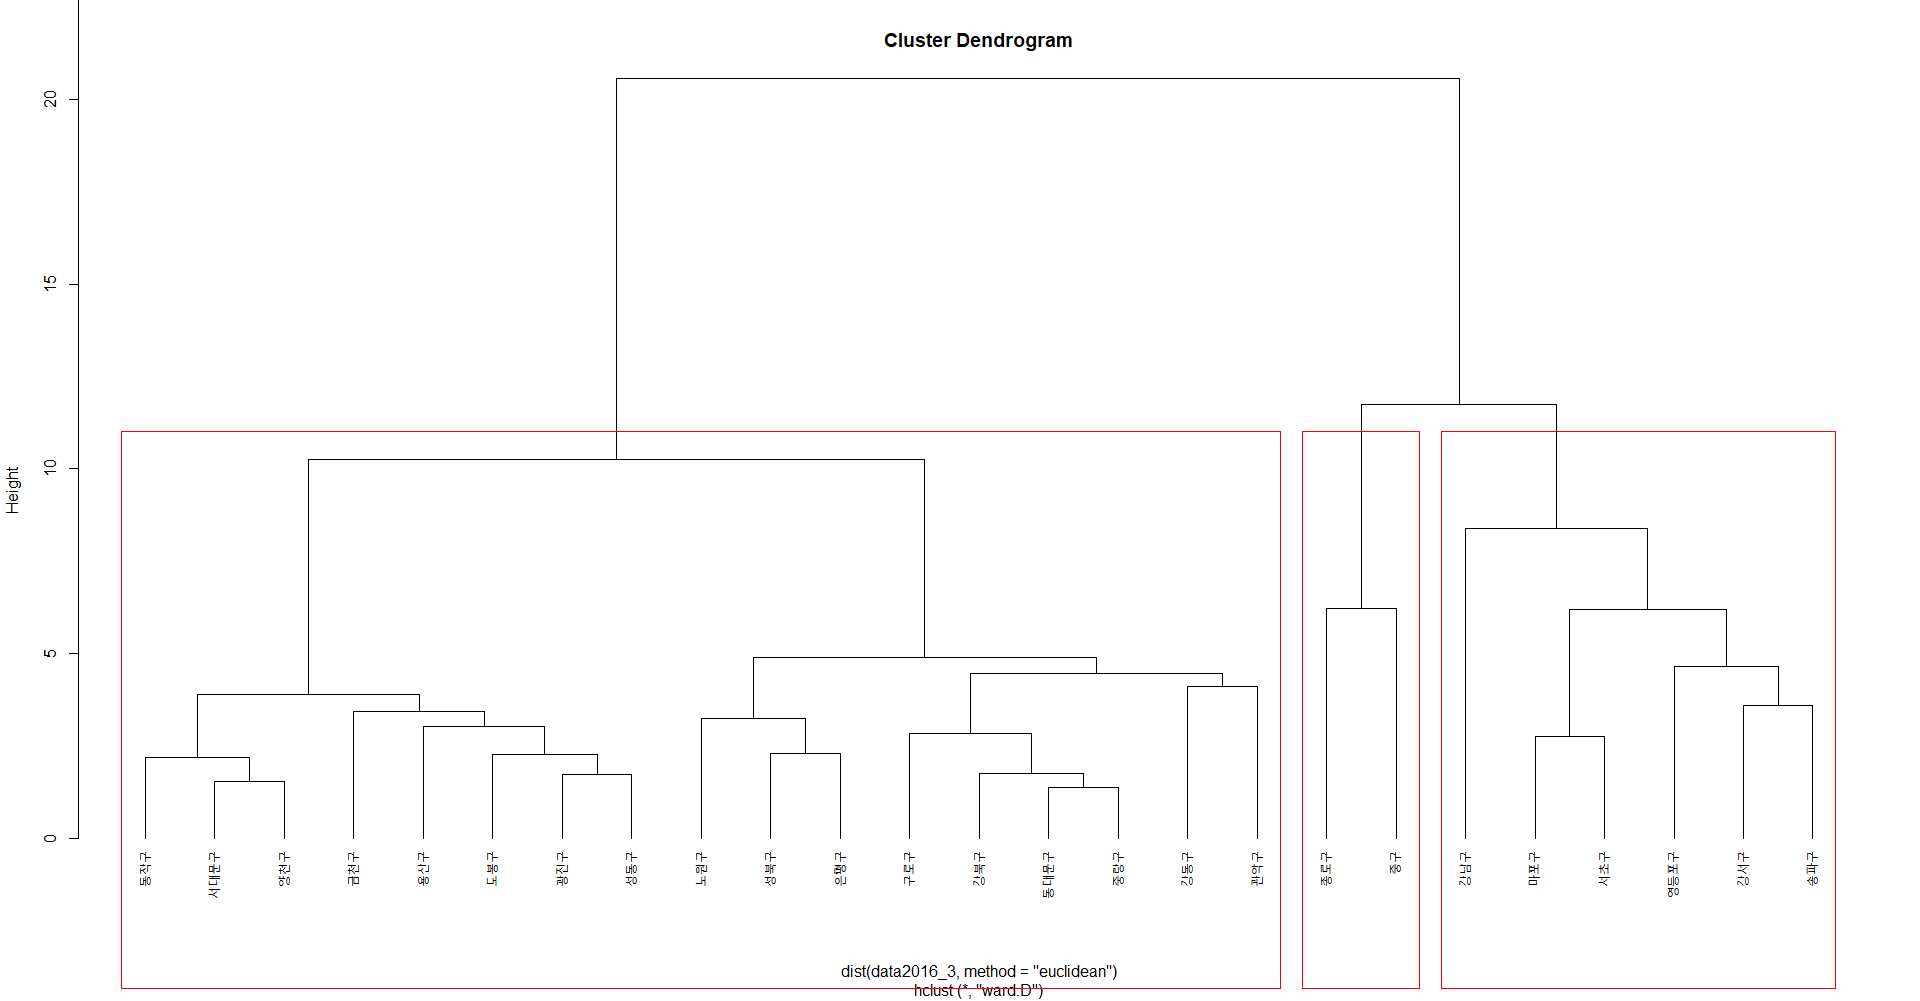 Cluster Dendrogram
Height
20
15
10
5
0
동작구
서대문구
양천구
금천구
용산구
도봉구
광진구
성동구
노원구
성북구
은평구
구로구
강북구
동대문구
중랑구
강동구
관악구
종로구
중구
강남구
마포구
서초구
영등포구
강서구
송파구
dist(data2016_3, method = "euclidean")
hclust (*, "ward.D")